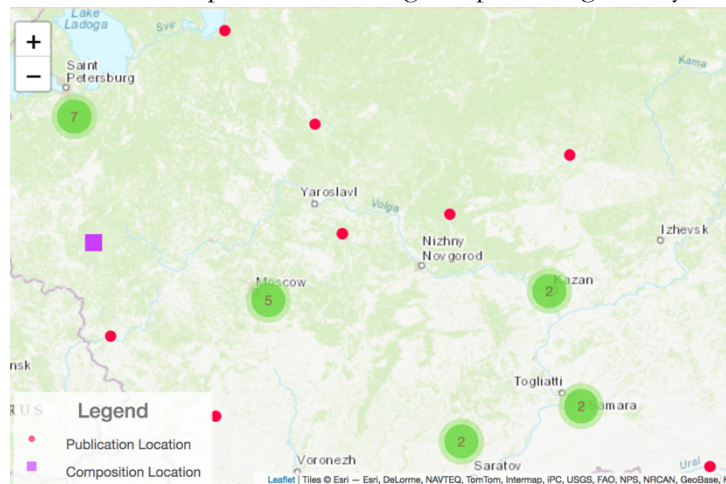 Lake
Ladoga
Svir
+
−
Saint
Petersburg
Kama
7
Yaroslavl
Volga
Izhevsk
Nizhny
Novgorod
Moscow
Kazan
5
2
nsk
Togliatti
2
Samara
RUS
Legend
Publication Location
Composition Location
2
Voronezh
Saratov
Ural
Leaflet | Tiles © Esri — Esri, DeLorme, NAVTEQ, TomTom, Intermap, iPC, USGS, FAO, NPS, NRCAN, GeoBase,